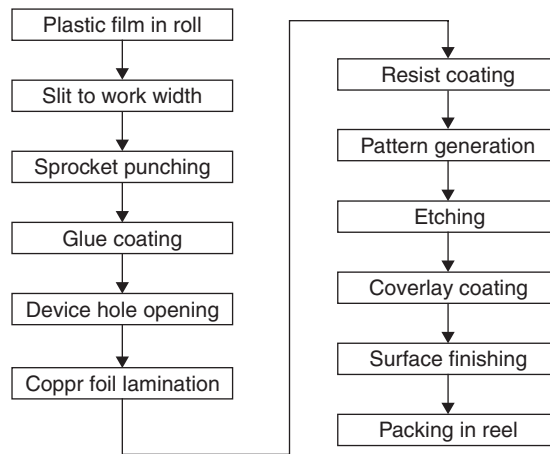 Plastic film in roll
Slit to work width
Sprocket punching
Glue coating
Device hole opening
Coppr foil lamination
Resist coating
Pattern generation
Etching
Coverlay coating
Surface finishing
Packing in reel